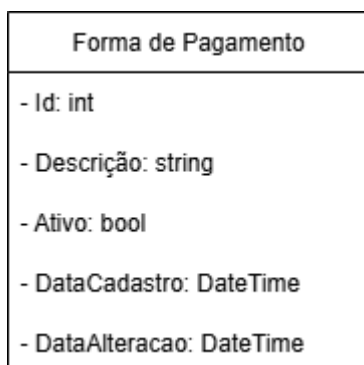 Forma de Pagamento
- Id: int
- Descrição: string
- Ativo: bool
- DataCadastro: DateTime
- DataAlteracao: DateTime